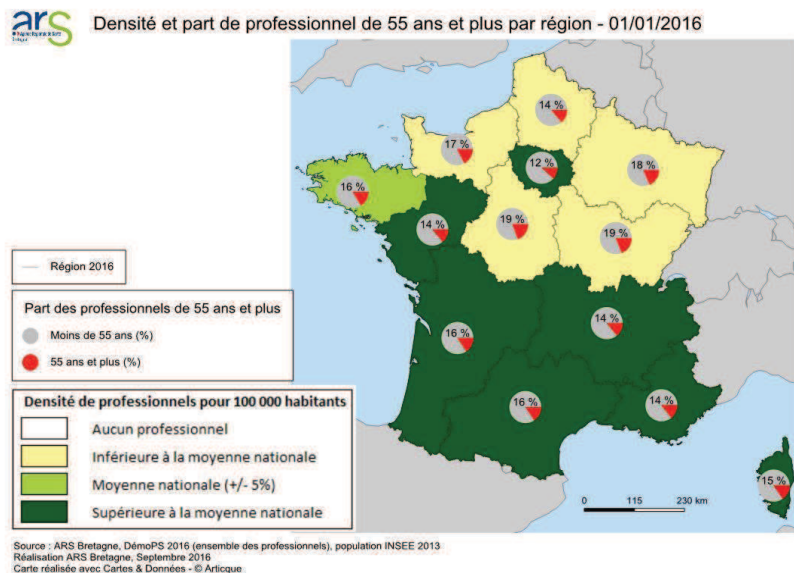 ars
Densité et part de professionnel de 55 ans et plus par région - 01/01/2016
14 %
17 %
12 %
18 %
16 %
14 %
19 %
19 %
16 %
14 %
16 %
14 %
15 %
Région 2016
Part des professionnels de 55 ans et plus
Moins de 55 ans (%)
55 ans et plus (%)
Densité de professionnels pour 100 000 habitants
Aucun professionnel
Inférieure à la moyenne nationale
Moyenne nationale (+/- 5%)
Supérieure à la moyenne nationale
0 115 230 km
Source : ARS Bretagne, DémoPS 2016 (ensemble des professionnels), population INSEE 2013
Réalisation ARS Bretagne, Septembre 2016
Carte réalisée avec Cartes & Données - © Articque